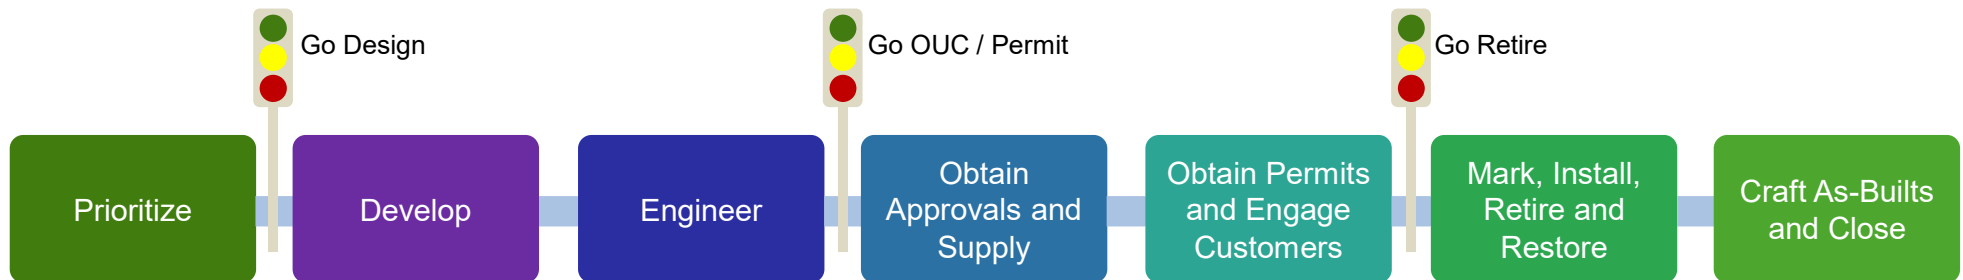 Go Design
Go OUC / Permit
Go Retire
Prioritize
Develop
Engineer
Obtain
Approvals and
Supply
Obtain Permits
and Engage
Customers
Mark, Install,
Retire and
Restore
Craft As-Builts
and Close